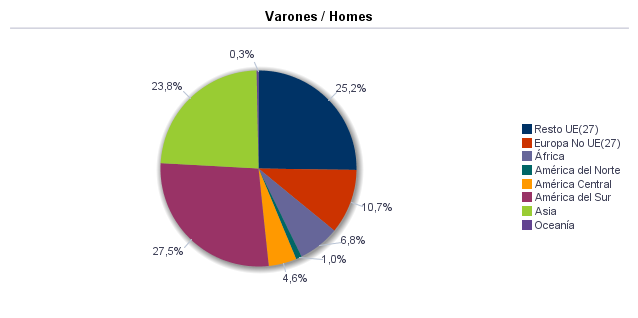 Varones / Homes
0,3%
23,8%
25,2%
10,7%
6,8%
1,0%
4,6%
27,5%
Resto UE(27)
Europa No UE(27)
África
América del Norte
América Central
América del Sur
Asia
Oceanía